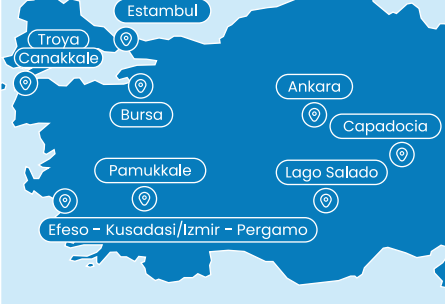 Estambul
Troya
Canakkale
Bursa
Ankara
Capadocia
Pamukkale
Lago Salado
Efeso - Kusadasi/Izmir - Pergamo